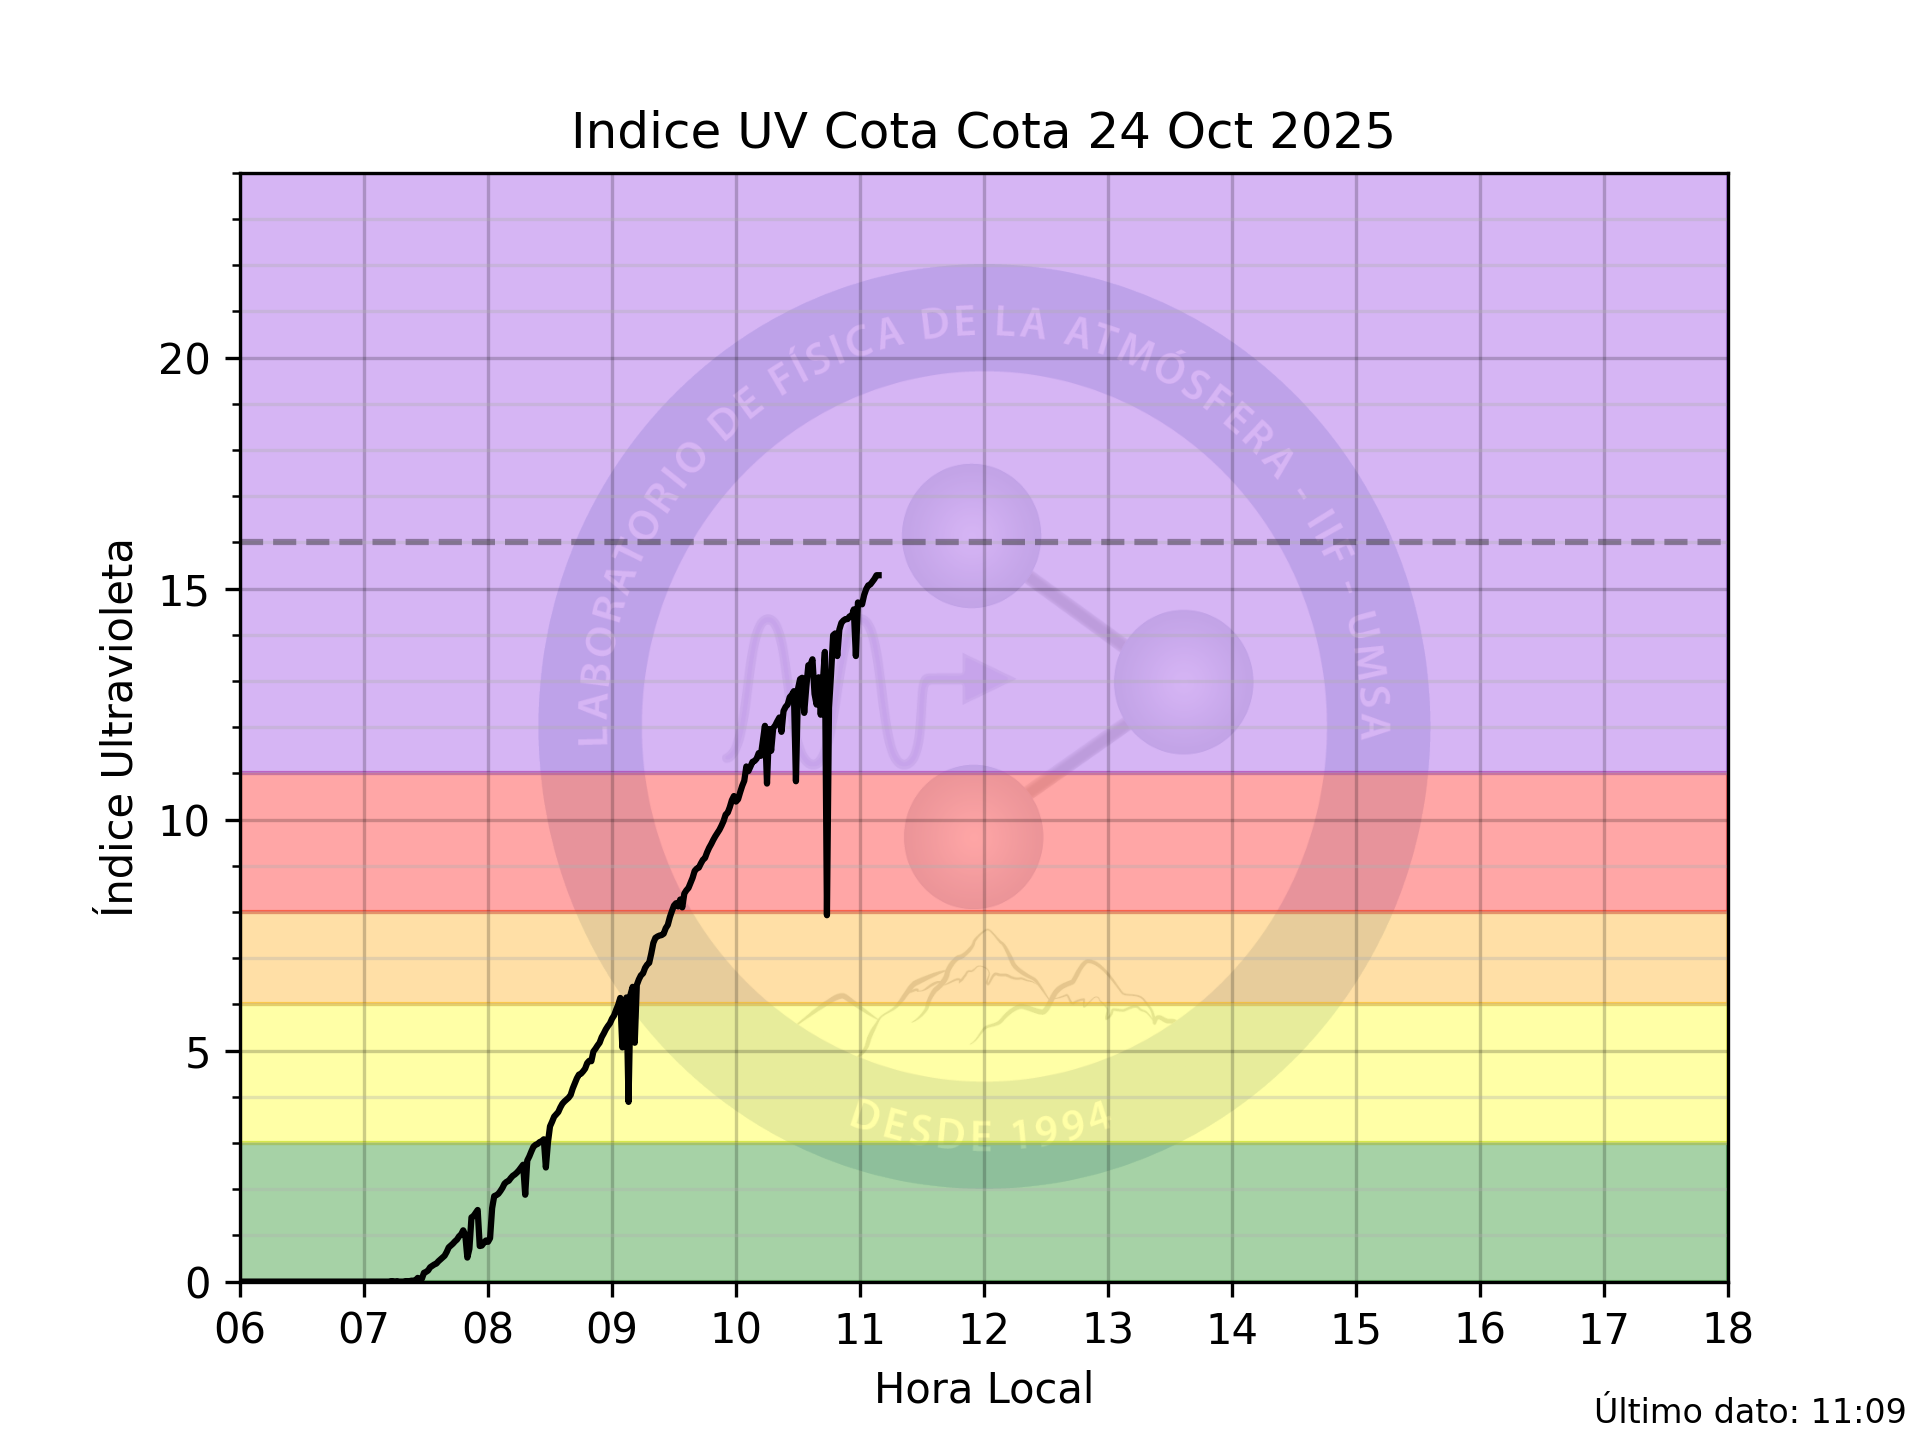 Indice UV Cota Cota 24 Oct 2025
LABORATORIO DE FÍSICA DE LA ATMÓSFERA - IIF - UMSA
DESDE 1994
Índice Ultravioleta
20
15
10
5
0
06 07 08 09 10 11 12 13 14 15 16 17 18
Hora Local
Último dato: 11:09